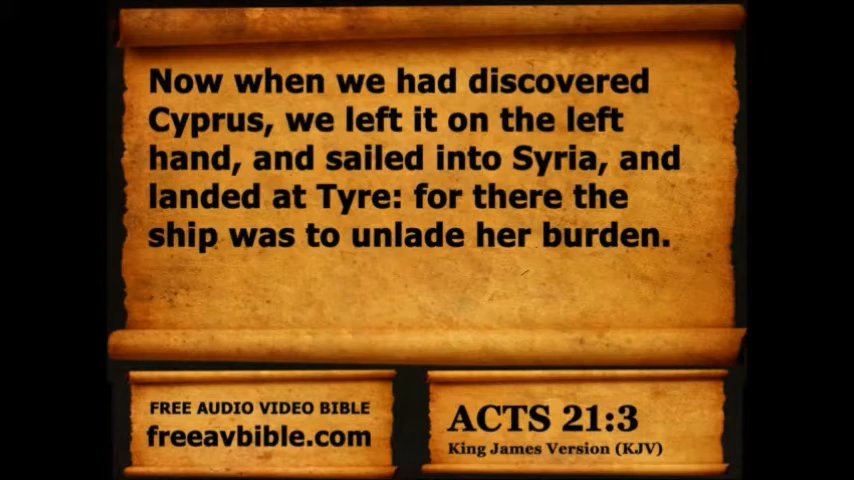 Now when we had discovered
Cyprus, we left it on the left
hand, and sailed into Syria, and
landed at Tyre: for there the
ship was to unlade her burden.
FREE AUDIO VIDEO BIBLE
freeavbible.com
ACTS 21:3
King James Version (KJV)